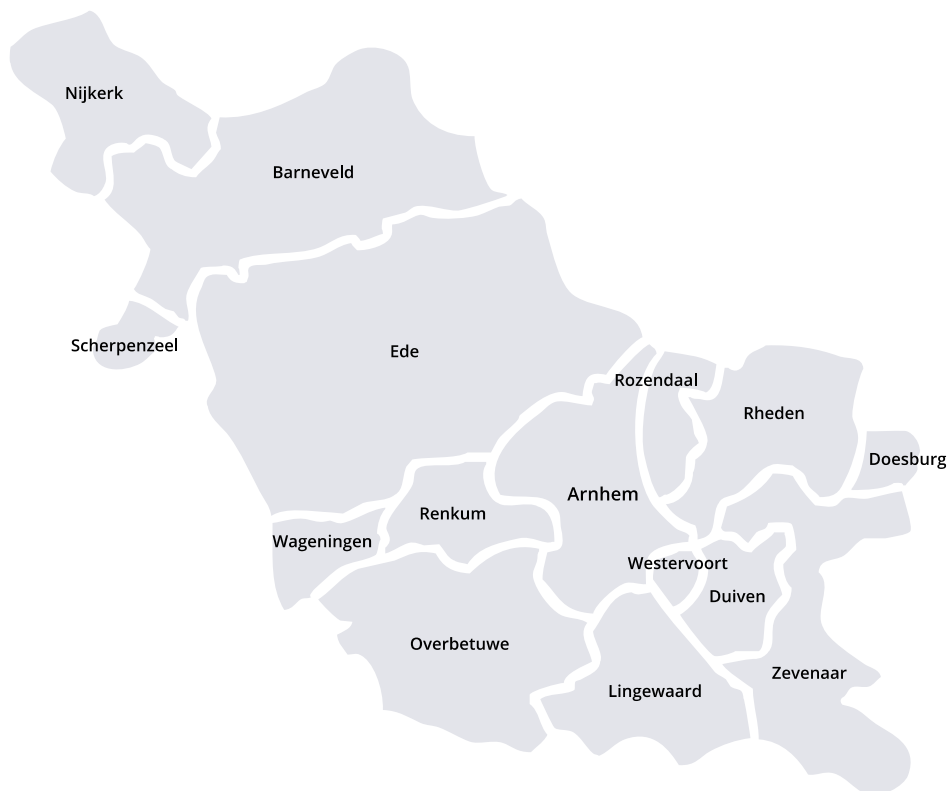 Nijkerk
Barneveld
Scherpenzeel
Ede
Rozendaal
Rheden
Doesburg
Arnhem
Renkum
Wageningen
Westervoort
Duiven
Overbetuwe
Zevenaar
Lingewaard